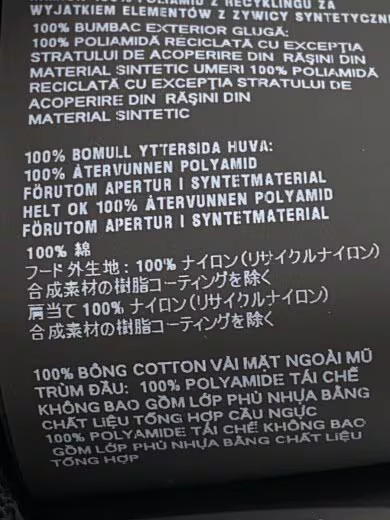 WYJĄTKIEM ELEMENTÓW Z ŻYWICY SYNTETYCZNEJ
100% BUMBAC EXTERIOR GLUGĂ:
100% POLIAMIDĂ RECICLATĂ CU EXCEPŢIA
STRATULUI DE ACOPERIRE DIN RĂŞINI DIN
MATERIAL SINTETIC UMERI 100% POLIAMIDĂ
RECICLATĂ CU EXCEPŢIA STRATULUI DE
ACOPERIRE DIN RĂŞINI DIN
MATERIAL SINTETIC
100% BOMULL YTTERSIDA HUVA:
100% ÅTERVUNNEN POLYAMID
FÖRUTOM APERTUR I SYNTETMATERIAL
HELT OK 100% ÅTERVUNNEN POLYAMID
FÖRUTOM APERTUR I SYNTETMATERIAL
100% 綿
フード外生地: 100% ナイロン(リサイクルナイロン)
合成素材の樹脂コーティングを除く
肩当て 100% ナイロン(リサイクルナイロン)
合成素材の樹脂コーティングを除く
100% BÔNG COTTON VẢI MẶT NGOÀI MŨ
TRÙM ĐẦU: 100% POLYAMIDE TÁI CHẾ
KHÔNG BAO GỒM LỚP PHỦ NHỰA BẰNG
CHẤT LIỆU TỔNG HỢP CẦU NGỰC
100% POLYAMIDE TÁI CHẾ KHÔNG BAO
GỒM LỚP PHỦ NHỰA BẰNG CHẤT LIỆU
TỔNG HỢP